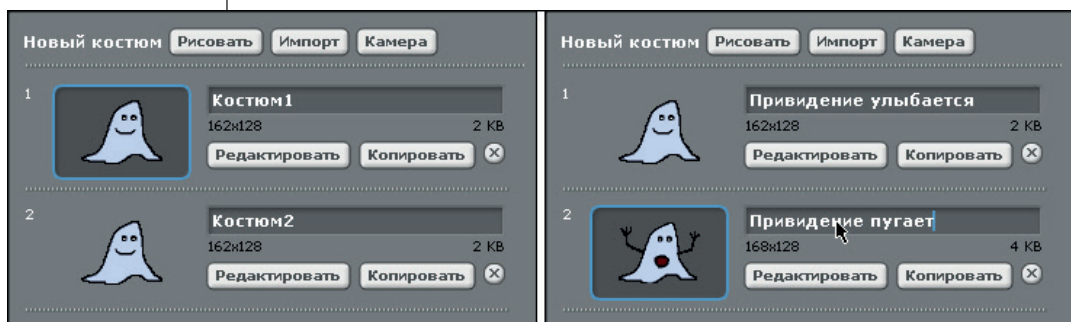 Новый костюм Рисовать Импорт Камера
1 Костюм1
162x128 2 KB
Редактировать Копировать
2 Костюм2
162x128 2 KB
Редактировать Копировать
Новый костюм Рисовать Импорт Камера
1 Привидение улыбается
162x128 2 KB
Редактировать Копировать
2 Привидение пугает
168x128 4 KB
Редактировать Копировать